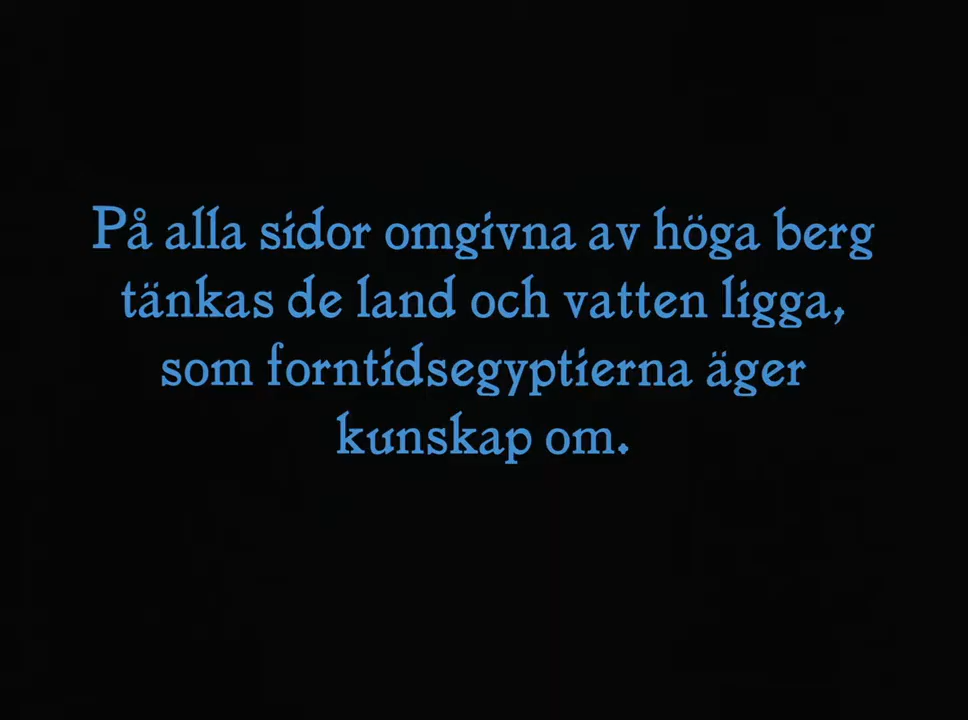 På alla sidor omgivna av höga berg
tänkas de land och vatten ligga,
som forntidsegyptierna äger
kunskap om.